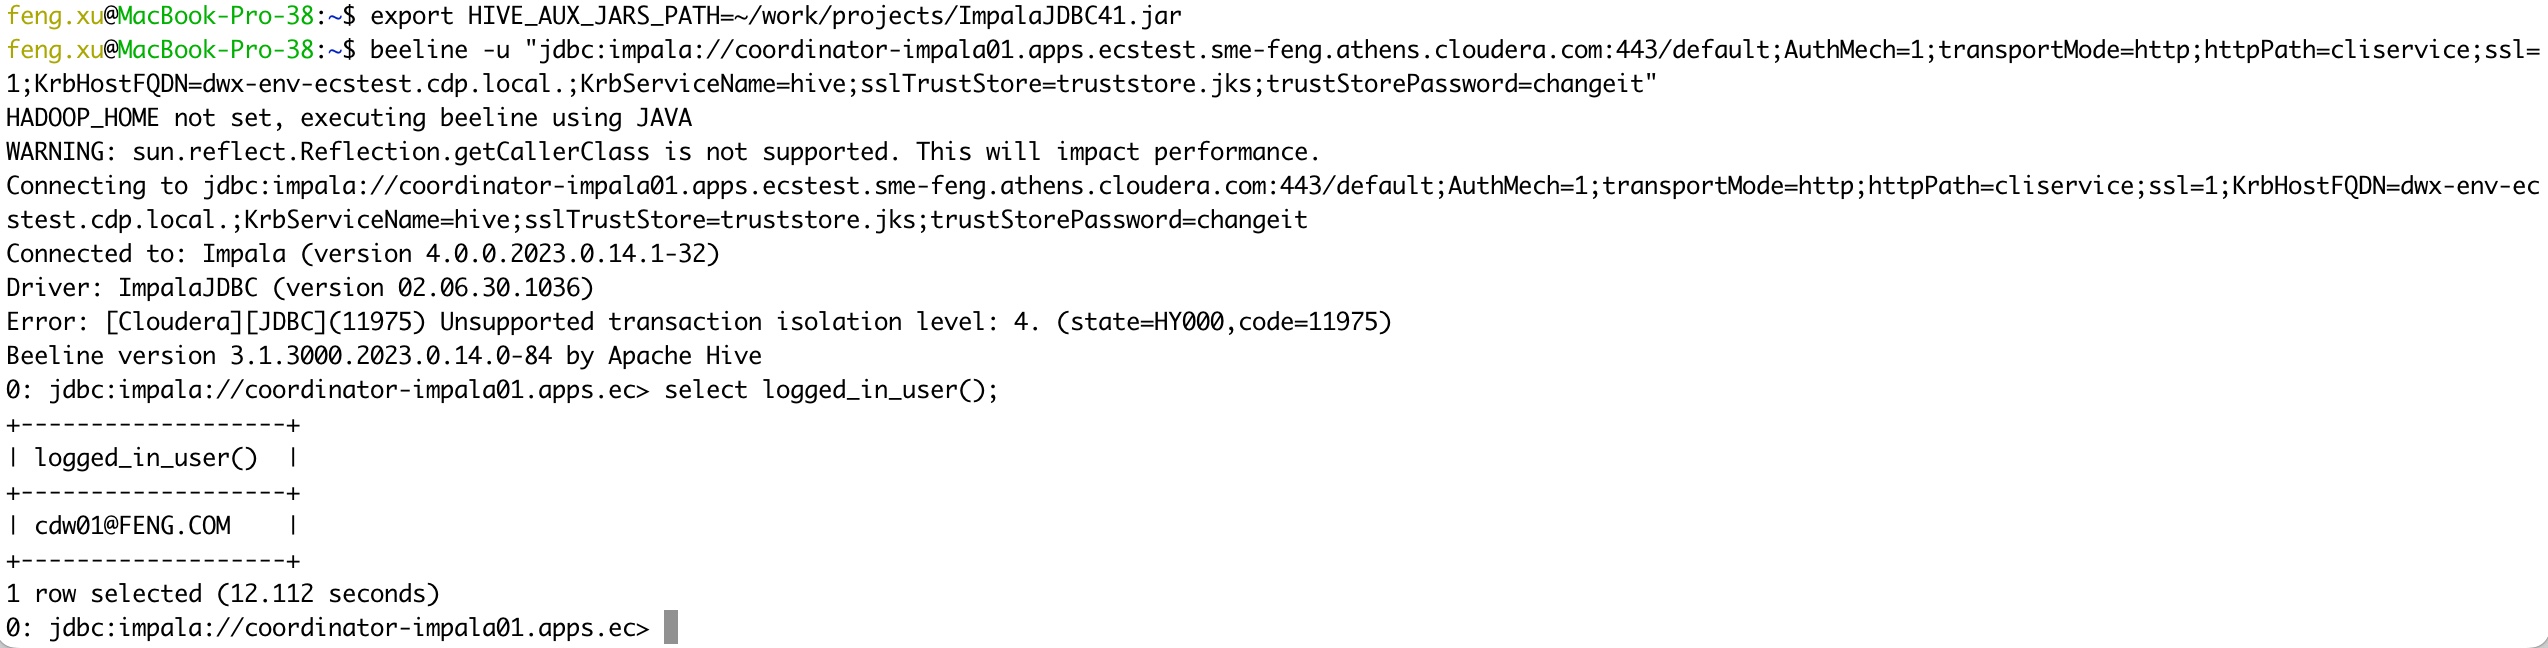 feng.xu@MacBook-Pro-38:~$ export HIVE_AUX_JARS_PATH=~/work/projects/ImpalaJDBC41.jar
feng.xu@MacBook-Pro-38:~$ beeline -u "jdbc:impala://coordinator-impala01.apps.ecstest.sme-feng.athens.cloudera.com:443/default;AuthMech=1;transportMode=http;httpPath=cliservice;ssl=
1;KrbHostFQDN=dwx-env-ecstest.cdp.local.;KrbServiceName=hive;sslTrustStore=truststore.jks;trustStorePassword=changeit"
HADOOP_HOME not set, executing beeline using JAVA
WARNING: sun.reflect.Reflection.getCallerClass is not supported. This will impact performance.
Connecting to jdbc:impala://coordinator-impala01.apps.ecstest.sme-feng.athens.cloudera.com:443/default;AuthMech=1;transportMode=http;httpPath=cliservice;ssl=1;KrbHostFQDN=dwx-env-ec
stest.cdp.local.;KrbServiceName=hive;sslTrustStore=truststore.jks;trustStorePassword=changeit
Connected to: Impala (version 4.0.0.2023.0.14.1-32)
Driver: ImpalaJDBC (version 02.06.30.1036)
Error: [Cloudera][JDBC](11975) Unsupported transaction isolation level: 4. (state=HY000,code=11975)
Beeline version 3.1.3000.2023.0.14.0-84 by Apache Hive
0: jdbc:impala://coordinator-impala01.apps.ec> select logged_in_user();
+-------------------+
| logged_in_user()  |
+-------------------+
| cdw01@FENG.COM    |
+-------------------+
1 row selected (12.112 seconds)
0: jdbc:impala://coordinator-impala01.apps.ec>